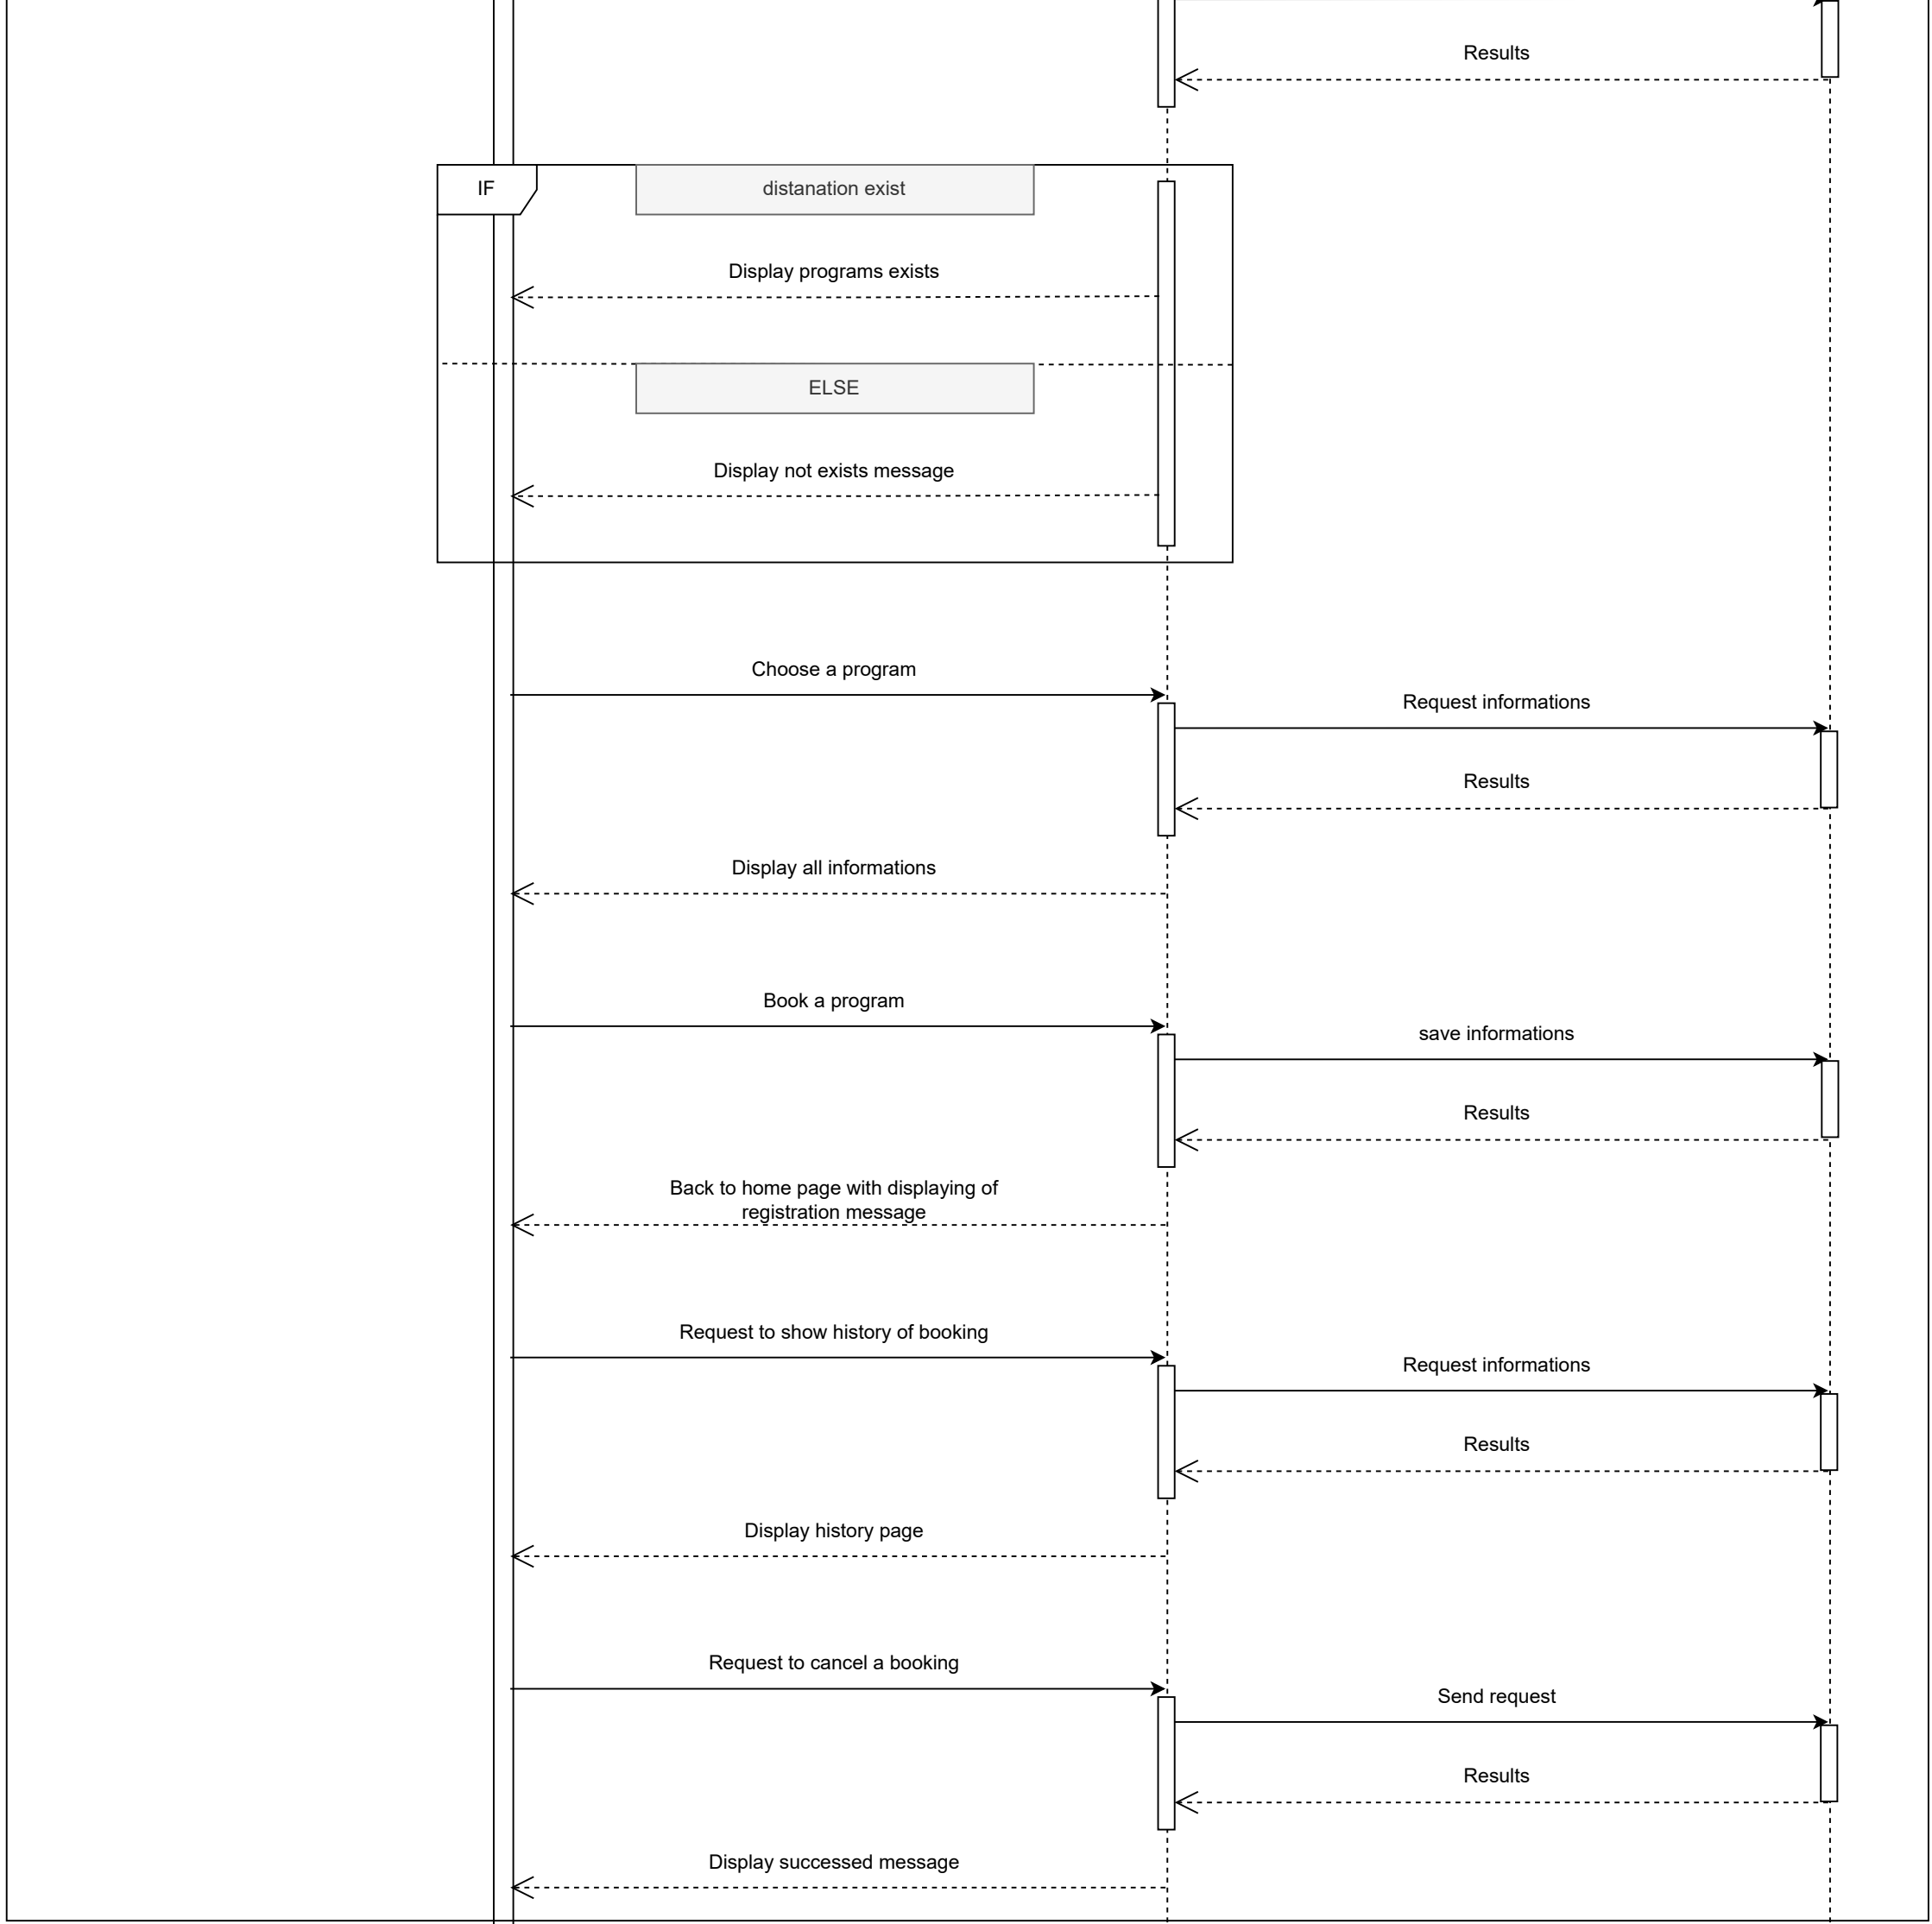 Results
IF
distanation exist
Display programs exists
ELSE
Display not exists message
Choose a program
Request informations
Results
Display all informations
Book a program
save informations
Results
Back to home page with displaying of
registration message
Request to show history of booking
Request informations
Results
Display history page
Request to cancel a booking
Send request
Results
Display successed message